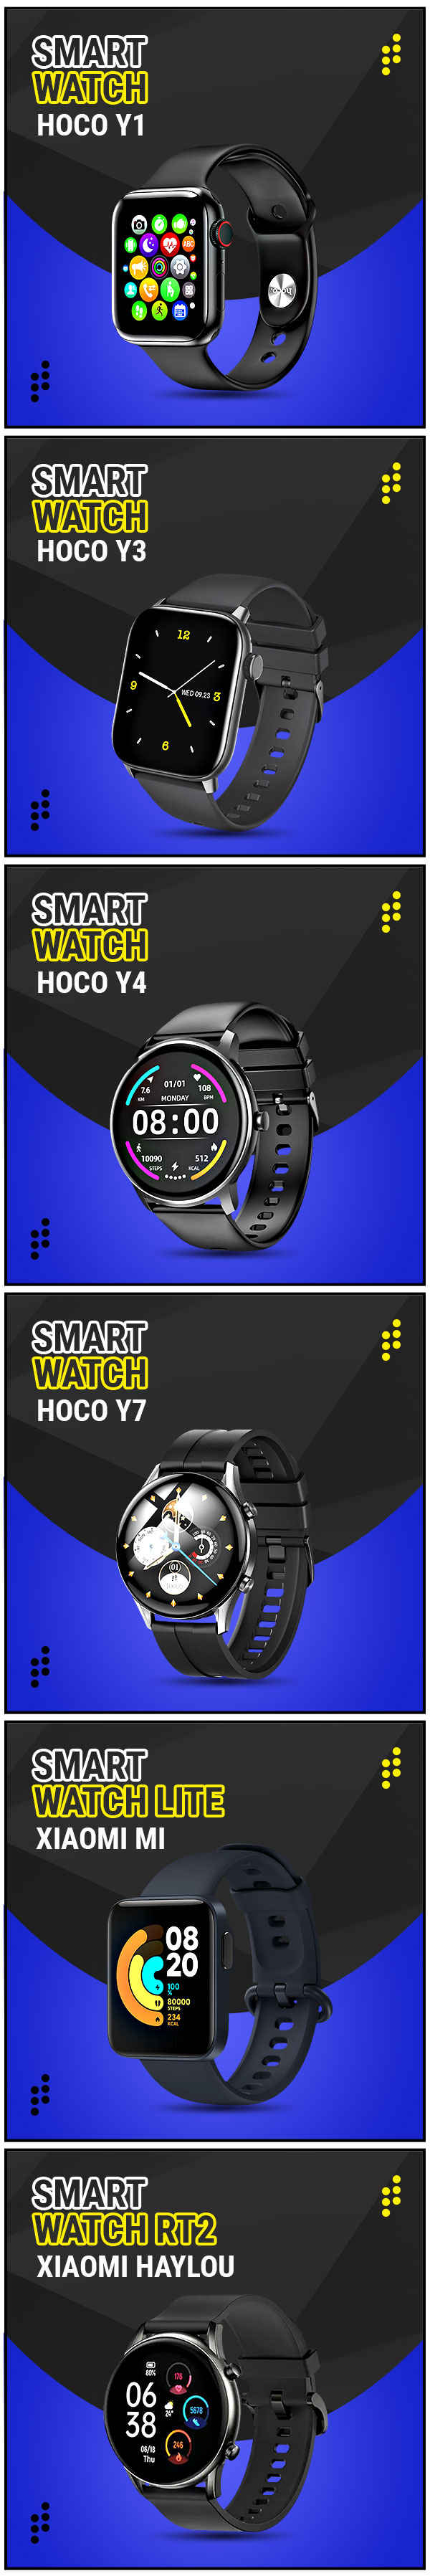 SMART
WATCH
HOCO Y1
ABC
hoco
SMART
WATCH
HOCO Y3
12
9
WED 09.23 3
6
SMART
WATCH
HOCO Y4
01/01
7.6
108
KM
BPM
MONDAY
08:00
10090
512
STEPS
KCAL
SMART
WATCH
HOCO Y7
SMART
WATCH LITE
XIAOMI MI
08
20
100
%
80000
STEPS
234
KCAL
SMART
WATCH RT2
XIAOMI HAYLOU
80%
176
06
24°
5678
38
246
06/18
Thu